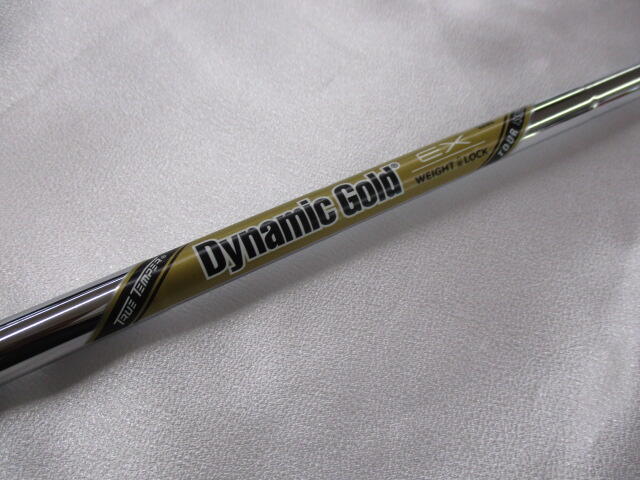 TRUE TEMPER®
Dynamic Gold®
EX
WEIGHT LOCK
TOUR